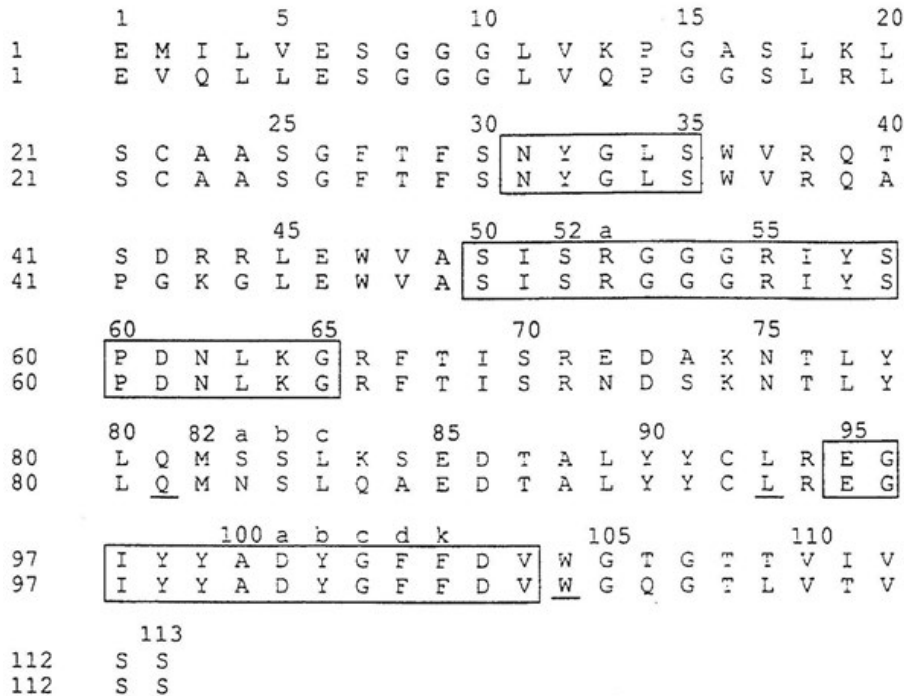 1 5 10 15 20
1 E M I L V E S G G G L V K P G A S L K L
1 E V Q L L E S G G G L V Q P G G S L R L
25 30 35 40
21 S C A A S G F T F S N Y G L S W V R Q T
21 S C A A S G F T F S N Y G L S W V R Q A
45 50 52 a 55
41 S D R R L E W V A S I S R G G G R I Y S
41 P G K G L E W V A S I S R G G G R I Y S
60 65 70 75
60 P D N L K G R F T I S R E D A K N T L Y
60 P D N L K G R F T I S R N D S K N T L Y
80 82 a b c 85 90 95
80 L Q M S S L K S E D T A L Y Y C L R E G
80 L Q M N S L Q A E D T A L Y Y C L R E G
100 a b c d k 105 110
97 I Y Y A D Y G F F D V W G T G T T V I V
97 I Y Y A D Y G F F D V W G Q G T L V T V
113
112 S S
112 S S